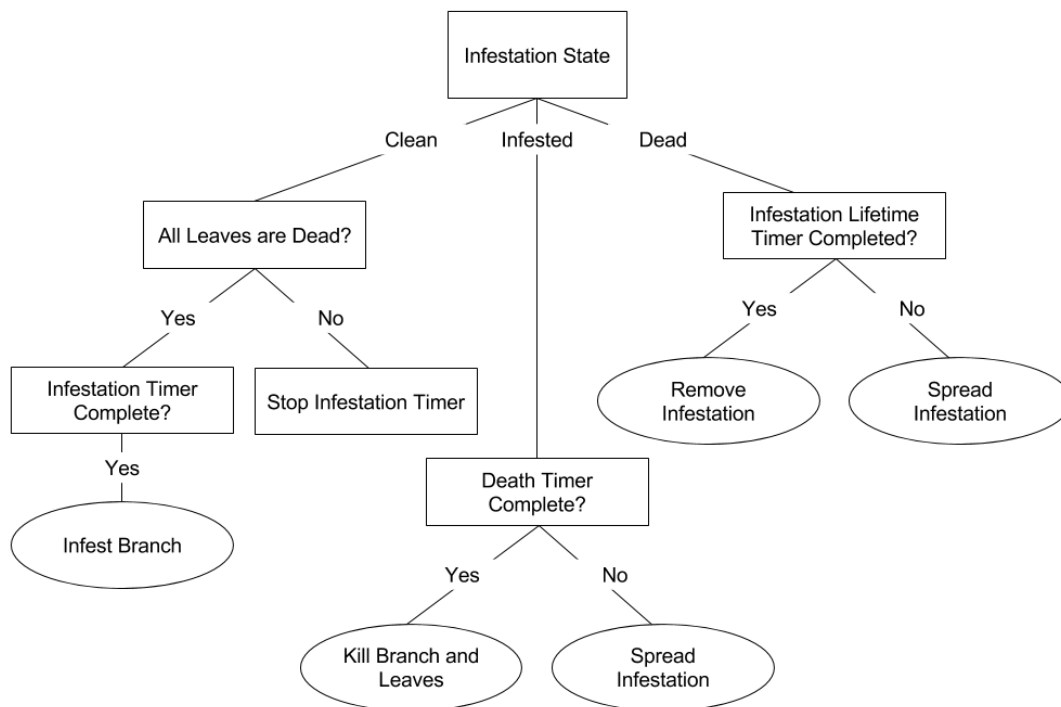 Infestation State
Clean
Infested
Dead
All Leaves are Dead?
Infestation Lifetime
Timer Completed?
Yes
No
Yes
No
Infestation Timer
Complete?
Stop Infestation Timer
Remove
Infestation
Spread
Infestation
Yes
Death Timer
Complete?
Infest Branch
Yes
No
Kill Branch and
Leaves
Spread
Infestation